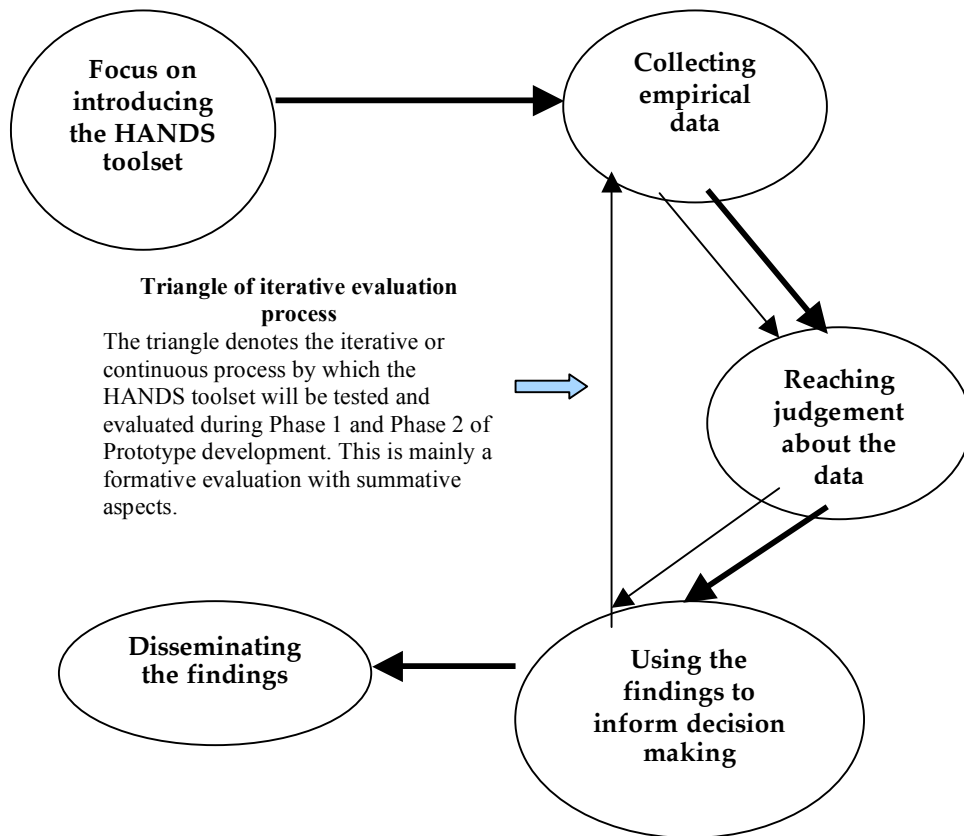 Focus on
introducing
the HANDS
toolset
Collecting
empirical
data
Triangle of iterative evaluation
process
The triangle denotes the iterative or
continuous process by which the
HANDS toolset will be tested and
evaluated during Phase 1 and Phase 2 of
Prototype development. This is mainly a
formative evaluation with summative
aspects.
Reaching
judgement
about the
data
Using the
findings to
inform decision
making
Disseminating
the findings